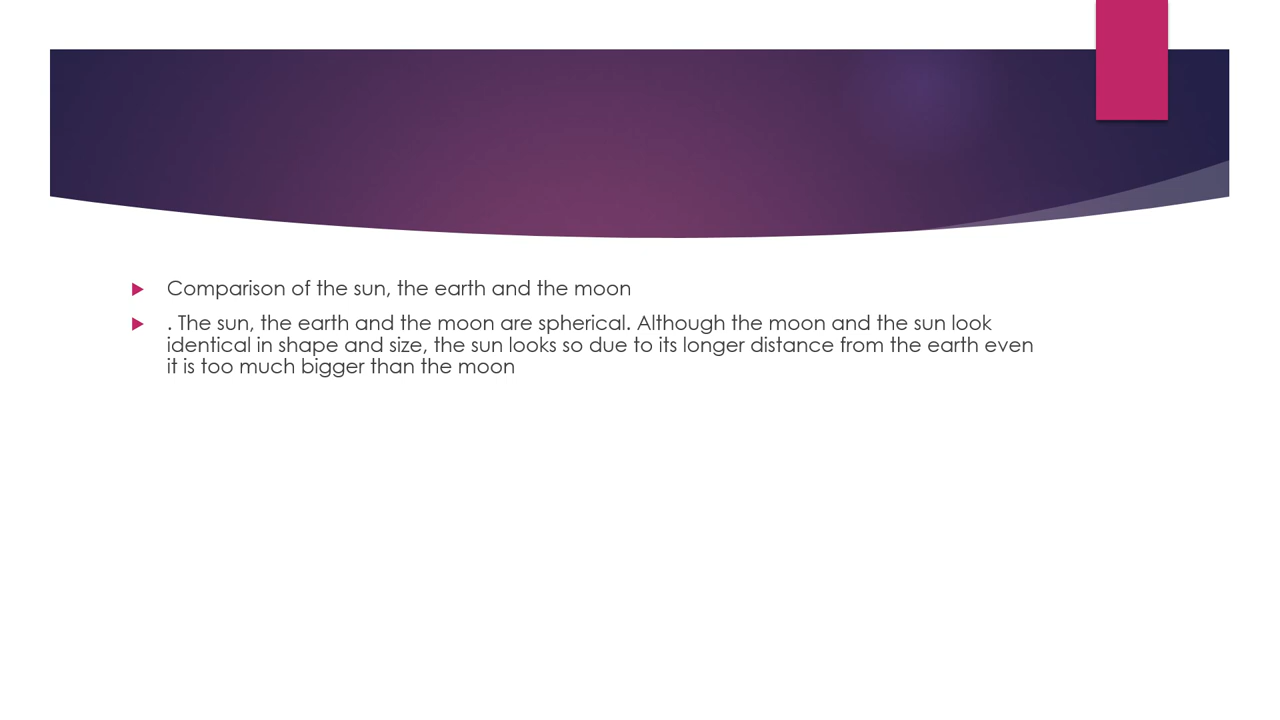 Comparison of the sun, the earth and the moon
. The sun, the earth and the moon are spherical. Although the moon and the sun look
identical in shape and size, the sun looks so due to its longer distance from the earth even
it is too much bigger than the moon